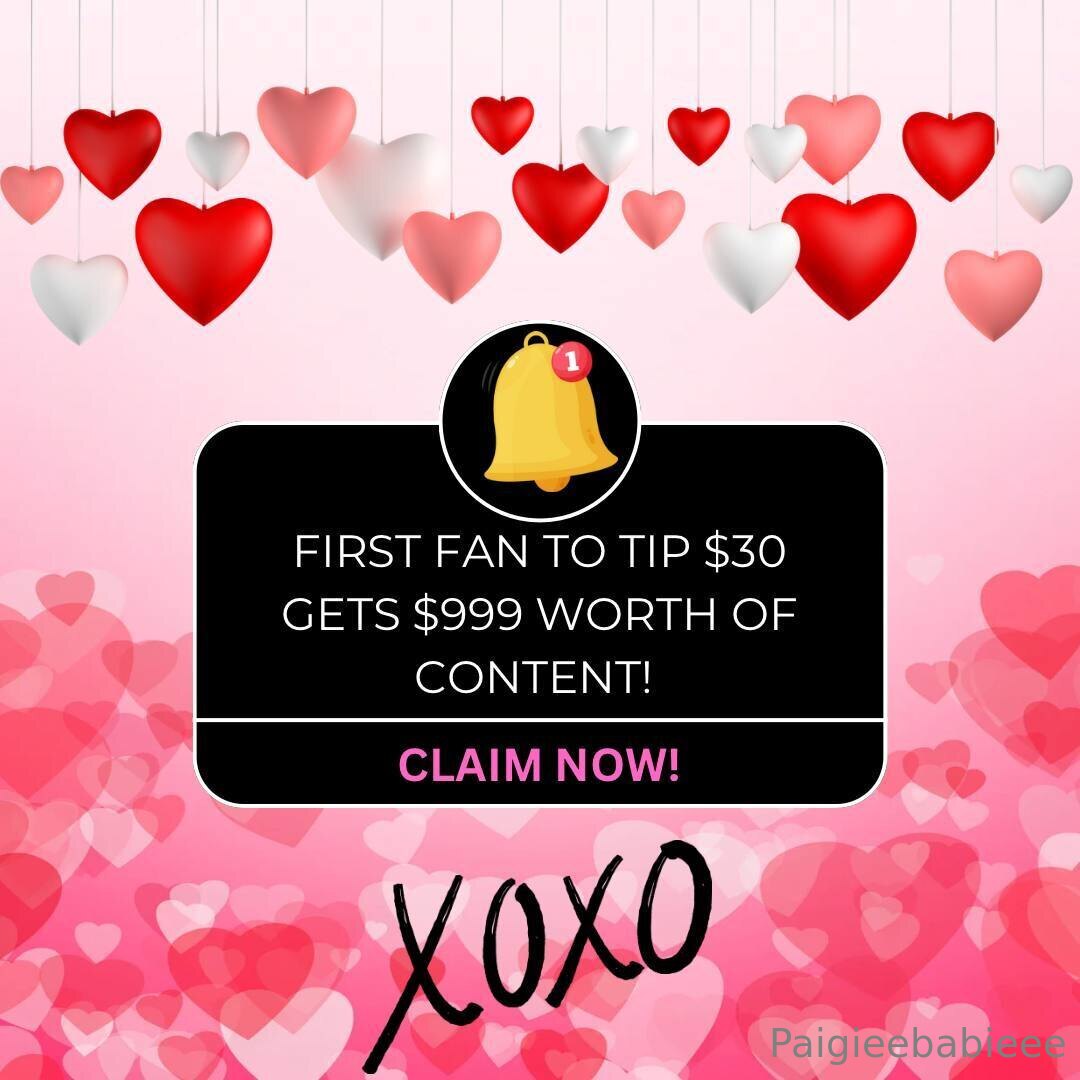 1
FIRST FAN TO TIP $30
GETS $999 WORTH OF
CONTENT!
CLAIM NOW!
XOXO
Paigieebabieee